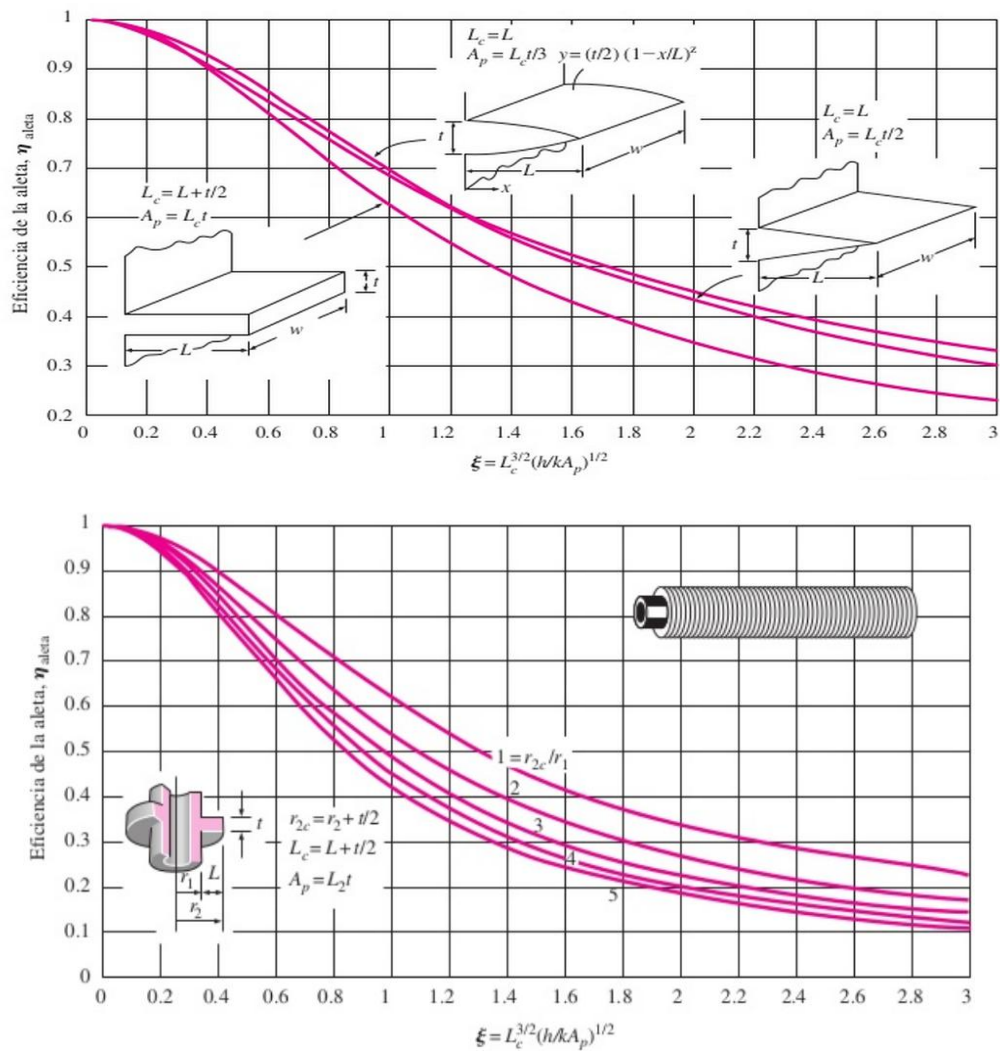 1
0.9
0.8
0.7
0.6
0.5
0.4
0.3
0.2
Eficiencia de la aleta, η aleta
L_c = L
A_p = L_c t/3 y = (t/2) (1−x/L)²
t
L
w
x
L_c = L
A_p = L_c t/2
t
L
w
L_c = L + t/2
A_p = L_c t
t
L
w
0 0.2 0.4 0.6 0.8 1 1.2 1.4 1.6 1.8 2 2.2 2.4 2.6 2.8 3
ξ = L_c^3/2 (h/kA_p)^1/2
1
0.9
0.8
0.7
0.6
0.5
0.4
0.3
0.2
0.1
0
Eficiencia de la aleta, η aleta
1 = r_2c/r_1
2
3
4
5
t
r_1 L
r_2
r_2c = r_2 + t/2
L_c = L + t/2
A_p = L_2 t
0 0.2 0.4 0.6 0.8 1 1.2 1.4 1.6 1.8 2 2.2 2.4 2.6 2.8 3
ξ = L_c^3/2 (h/kA_p)^1/2